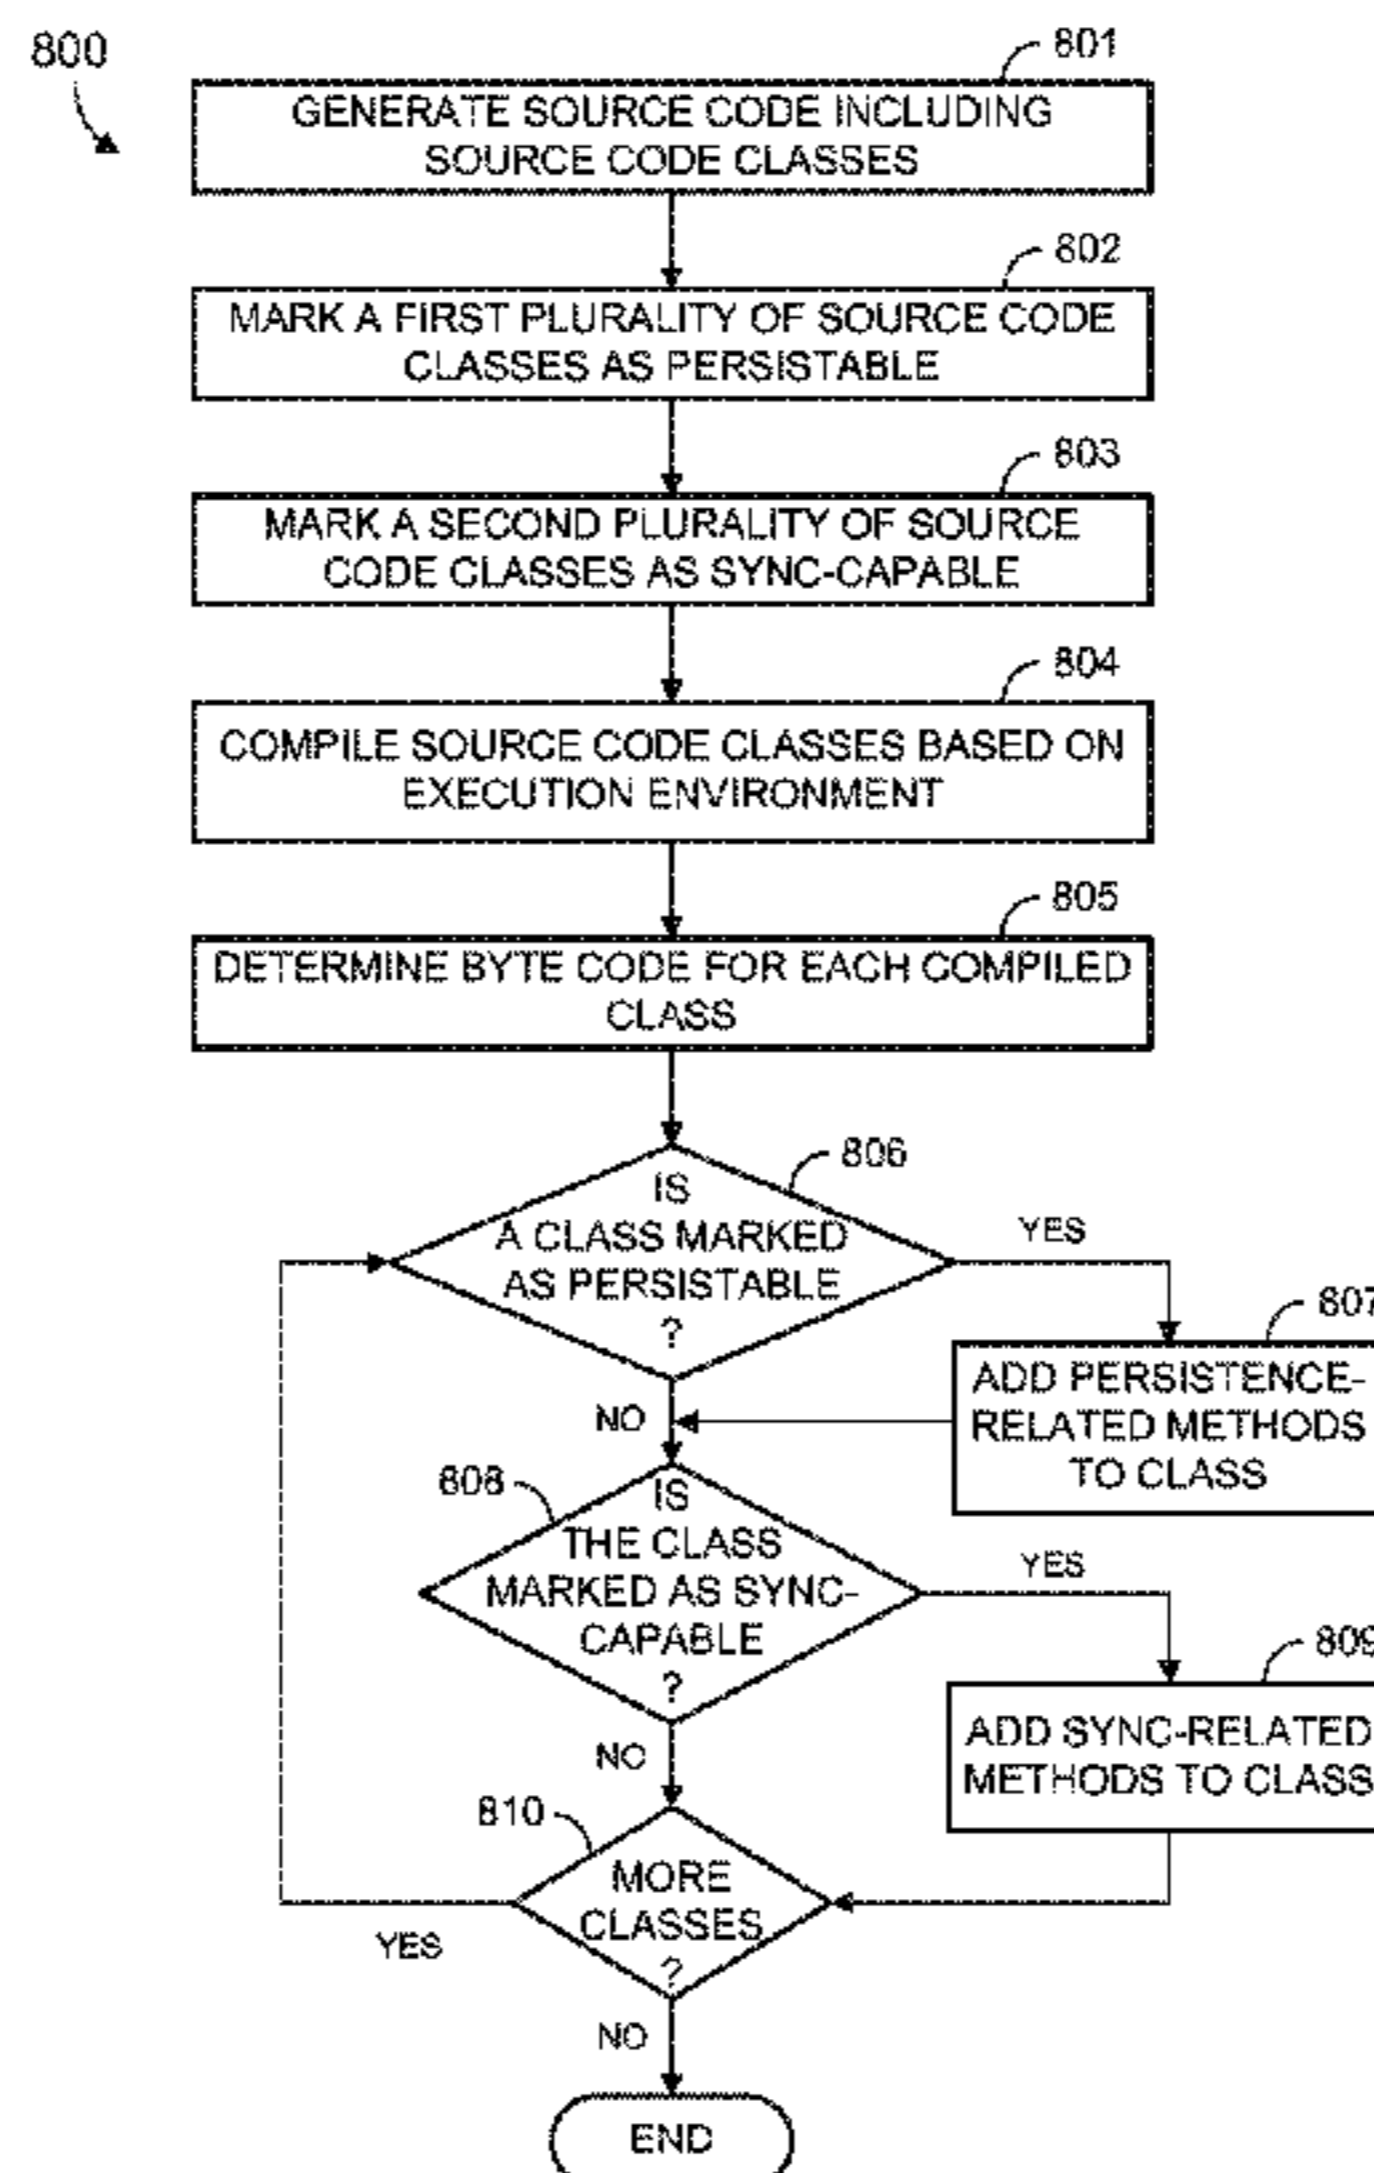 800
801
GENERATE SOURCE CODE INCLUDING
SOURCE CODE CLASSES
802
MARK A FIRST PLURALITY OF SOURCE CODE
CLASSES AS PERSISTABLE
803
MARK A SECOND PLURALITY OF SOURCE
CODE CLASSES AS SYNC-CAPABLE
804
COMPILE SOURCE CODE CLASSES BASED ON
EXECUTION ENVIRONMENT
805
DETERMINE BYTE CODE FOR EACH COMPILED
CLASS
806
IS
A CLASS MARKED
AS PERSISTABLE
?
YES
807
ADD PERSISTENCE-
RELATED METHODS
TO CLASS
NO
808
IS
THE CLASS
MARKED AS SYNC-
CAPABLE
?
YES
809
ADD SYNC-RELATED
METHODS TO CLASS
NO
810
MORE
CLASSES
?
YES
NO
END